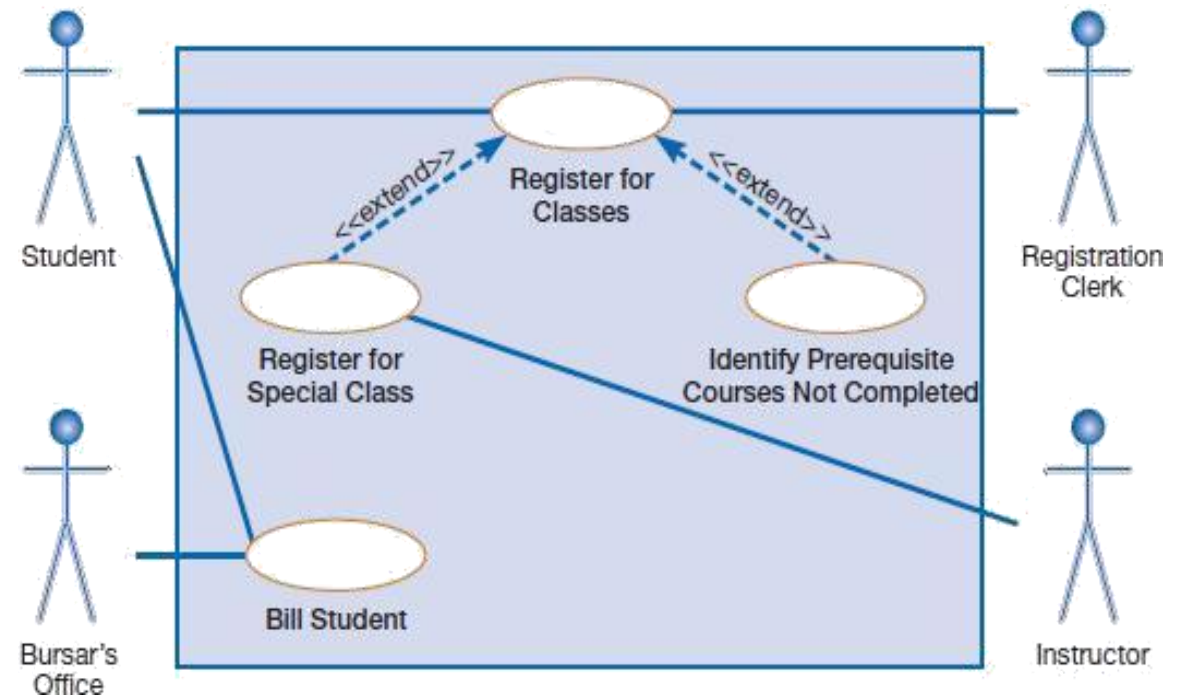 <<extend>>
<<extend>>
Register for
Classes
Student
Registration
Clerk
Register for
Special Class
Identify Prerequisite
Courses Not Completed
Bill Student
Bursar's
Office
Instructor